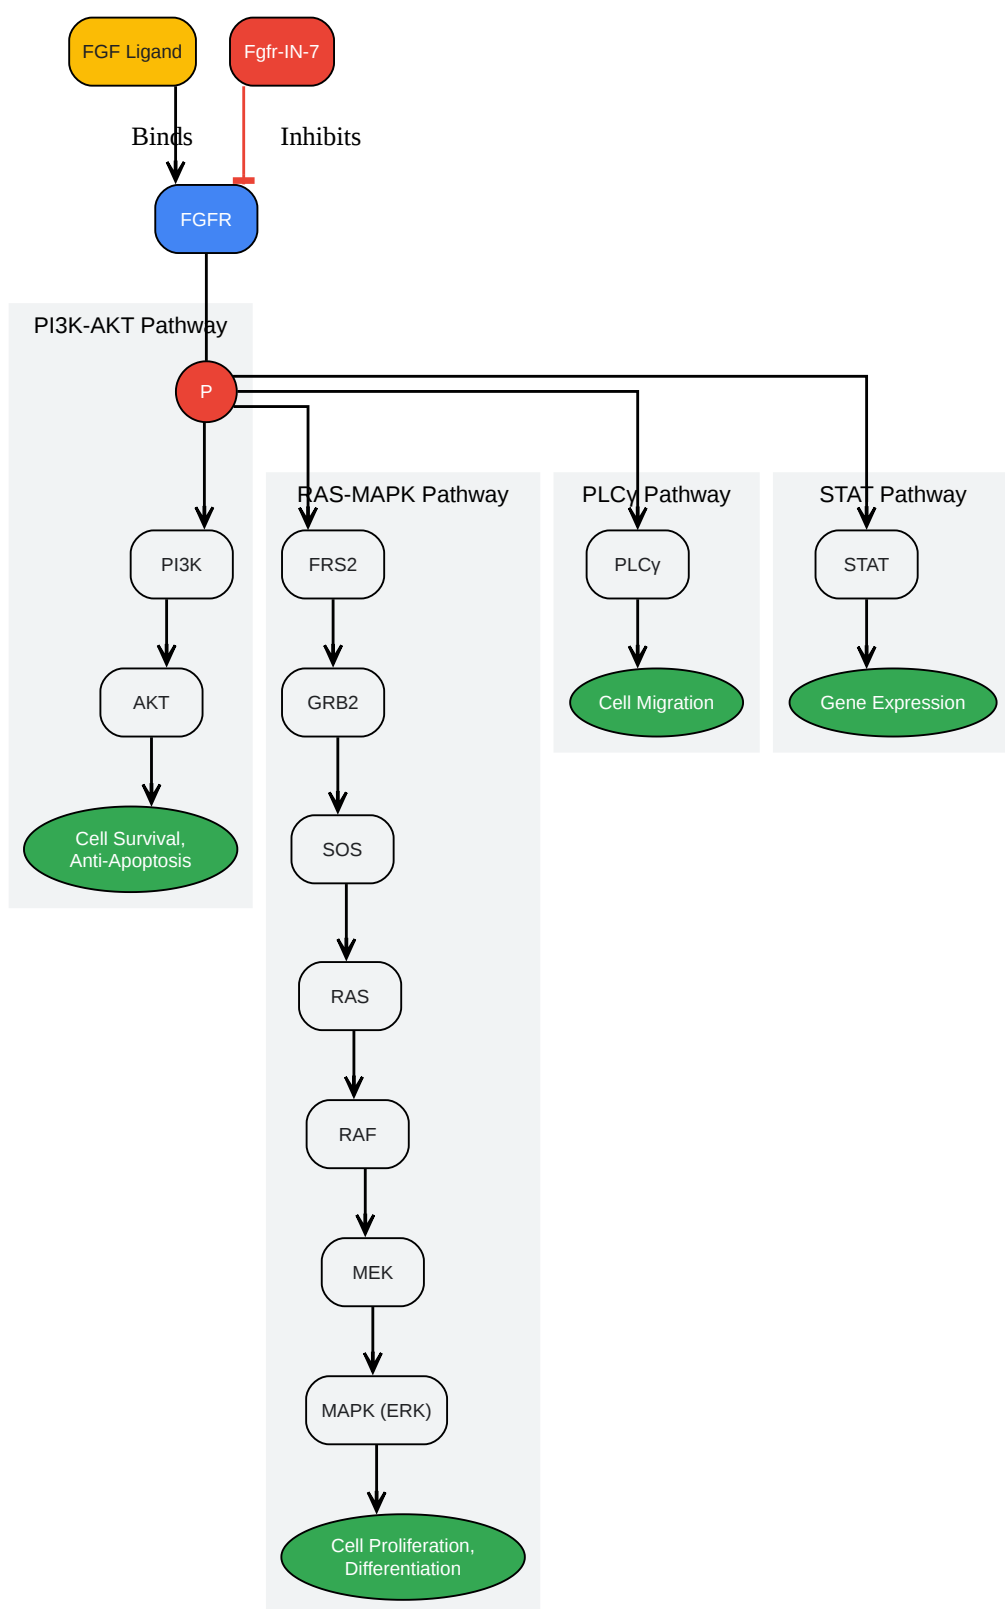 FGF Ligand
Fgfr-IN-7
Binds
Inhibits
FGFR
PI3K-AKT Pathway
P
RAS-MAPK Pathway
PLCγ Pathway
STAT Pathway
PI3K
FRS2
PLCγ
STAT
AKT
GRB2
Cell Migration
Gene Expression
Cell Survival,
Anti-Apoptosis
SOS
RAS
RAF
MEK
MAPK (ERK)
Cell Proliferation,
Differentiation